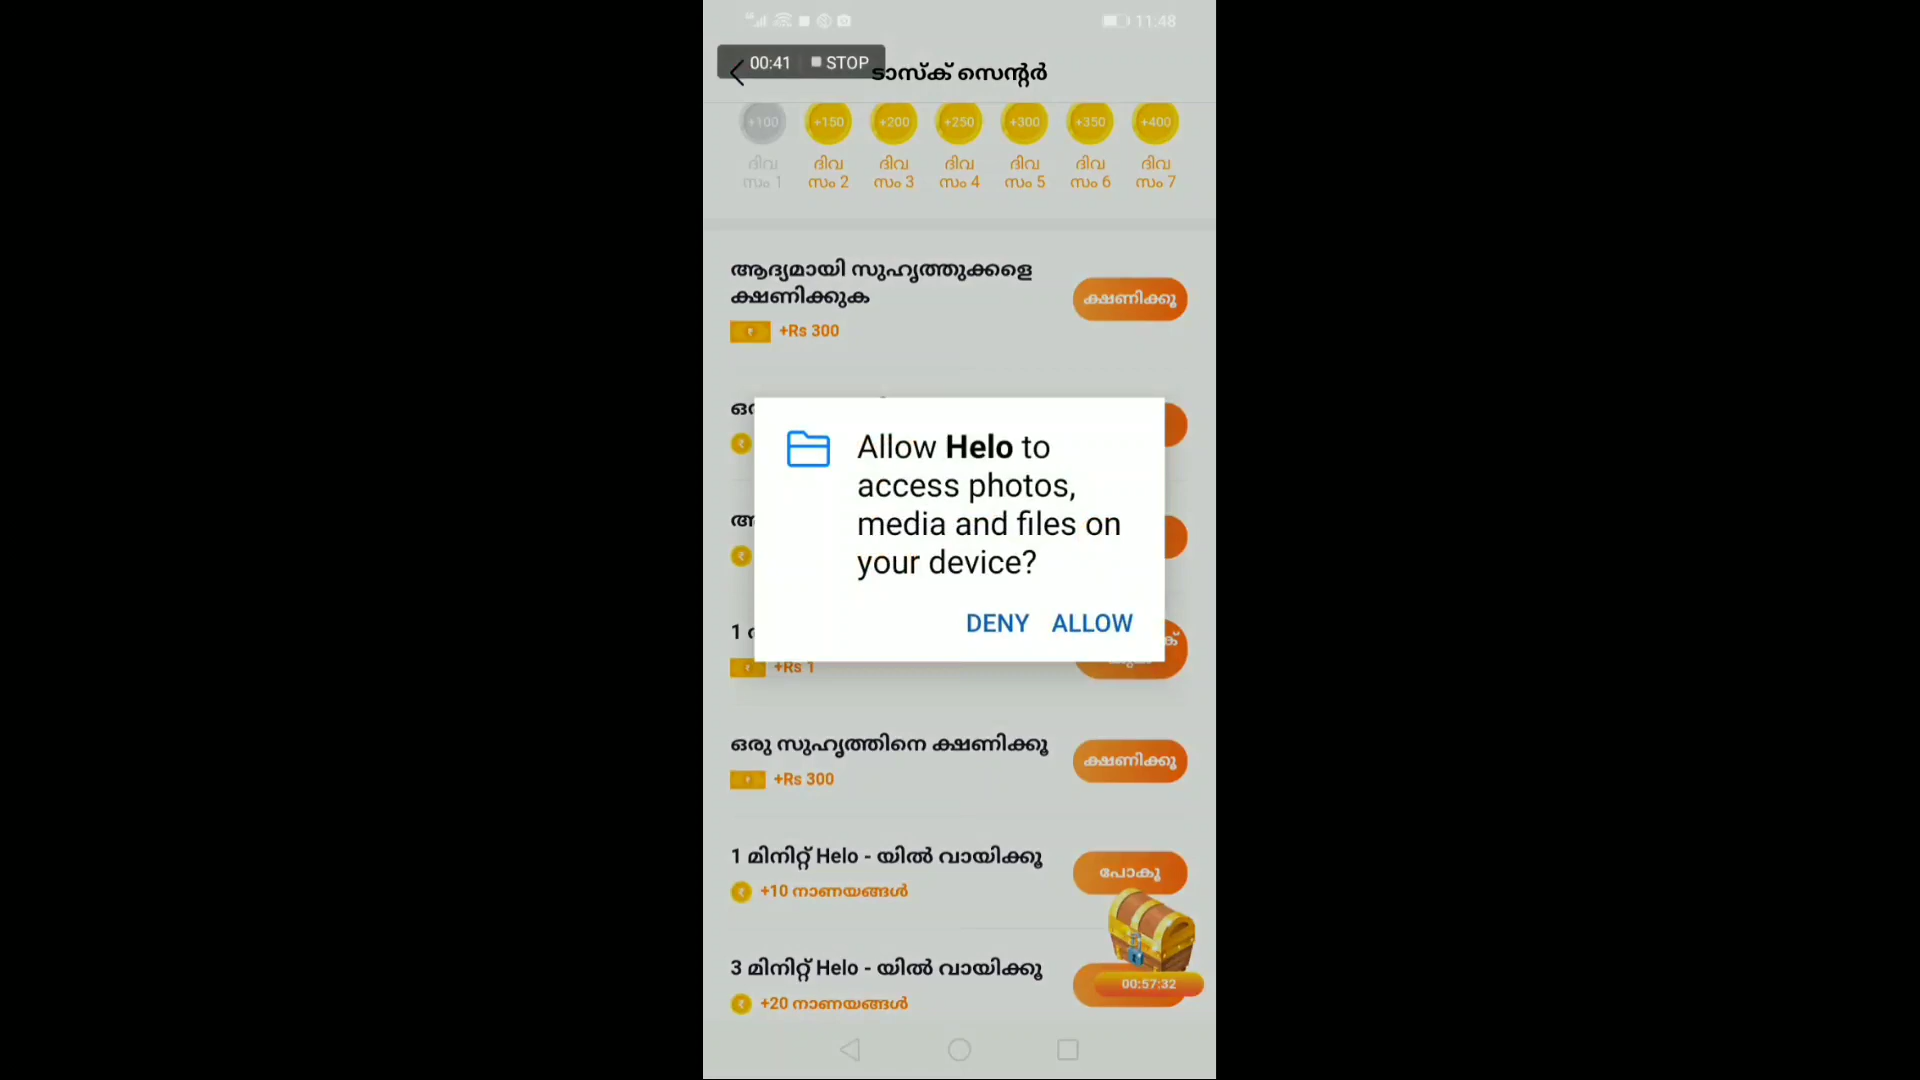 11:48
00:41 STOP
ടാസ്ക് സെന്റർ
+100 +150 +200 +250 +300 +350 +400
ദിവ ദിവ ദിവ ദിവ ദിവ ദിവ ദിവ
സം 1 സം 2 സം 3 സം 4 സം 5 സം 6 സം 7
ആദ്യമായി സുഹൃത്തുക്കളെ
ക്ഷണിക്കുക
ക്ഷണിക്കൂ
+Rs 300
Allow Helo to
access photos,
media and files on
your device?
DENY ALLOW
1
+Rs 1
ഒരു സുഹൃത്തിനെ ക്ഷണിക്കൂ
ക്ഷണിക്കൂ
+Rs 300
1 മിനിറ്റ് Helo - യിൽ വായിക്കൂ
പോകൂ
+10 നാണയങ്ങൾ
3 മിനിറ്റ് Helo - യിൽ വായിക്കൂ
00:57:32
+20 നാണയങ്ങൾ